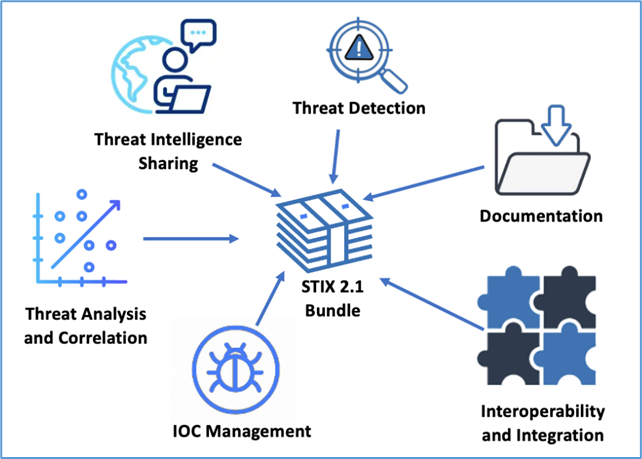 Threat Intelligence
Sharing
Threat Detection
Documentation
STIX 2.1
Bundle
Threat Analysis
and Correlation
IOC Management
Interoperability
and Integration